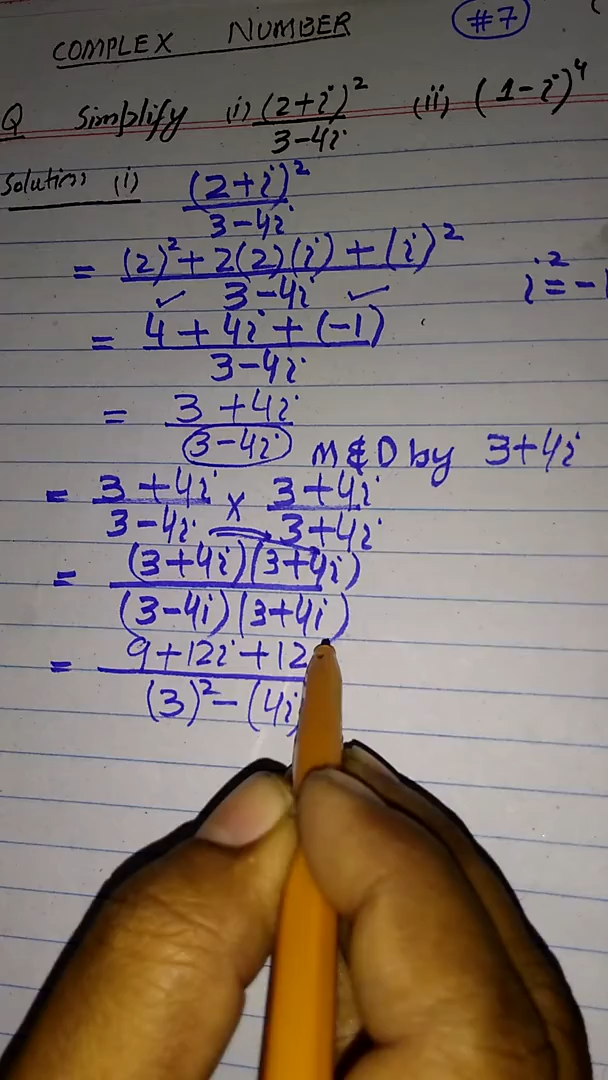 COMPLEX NUMBER #7
Q Simplify (i) (2+i)²/3-4i (ii) (1-i)⁴
Solution: (i) (2+i)²/3-4i
= (2)²+2(2)(i)+(i)²/3-4i i²=-1
= 4+4i+(-1)/3-4i
= 3+4i/3-4i M&D by 3+4i
= 3+4i/3-4i × 3+4i/3+4i
= (3+4i)(3+4i)/(3-4i)(3+4i)
= 9+12i+12/(3)²-(4i